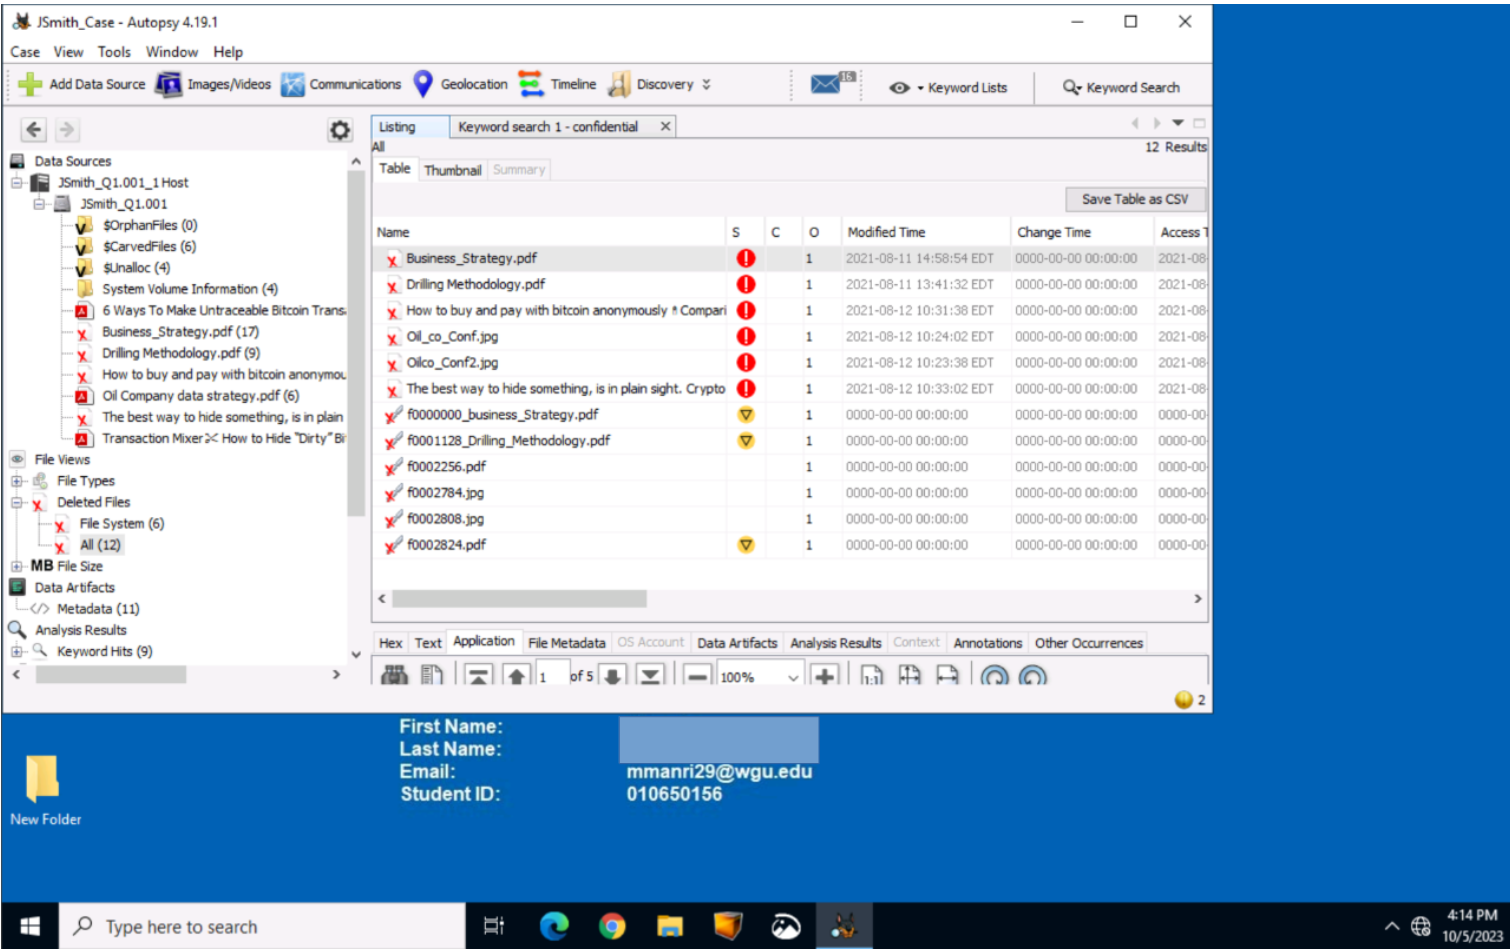 JSmith_Case - Autopsy 4.19.1
Case View Tools Window Help
Add Data Source Images/Videos Communications Geolocation Timeline Discovery 16 Keyword Lists Keyword Search
Listing Keyword search 1 - confidential X
All 12 Results
Table Thumbnail Summary
Save Table as CSV
Data Sources
JSmith_Q1.001_1 Host
JSmith_Q1.001
$OrphanFiles (0)
$CarvedFiles (6)
$Unalloc (4)
System Volume Information (4)
6 Ways To Make Untraceable Bitcoin Trans
Business_Strategy.pdf (17)
Drilling Methodology.pdf (9)
How to buy and pay with bitcoin anonymou
Oil Company data strategy.pdf (6)
The best way to hide something, is in plain
Transaction Mixer✂ How to Hide "Dirty" Bi
File Views
File Types
Deleted Files
File System (6)
All (12)
MB File Size
Data Artifacts
Metadata (11)
Analysis Results
Keyword Hits (9)
Name S C O Modified Time Change Time Access T
Business_Strategy.pdf 1 2021-08-11 14:58:54 EDT 0000-00-00 00:00:00 2021-08-
Drilling Methodology.pdf 1 2021-08-11 13:41:32 EDT 0000-00-00 00:00:00 2021-08-
How to buy and pay with bitcoin anonymously Compari 1 2021-08-12 10:31:38 EDT 0000-00-00 00:00:00 2021-08-
Oil_co_Conf.jpg 1 2021-08-12 10:24:02 EDT 0000-00-00 00:00:00 2021-08-
Oilco_Conf2.jpg 1 2021-08-12 10:23:38 EDT 0000-00-00 00:00:00 2021-08-
The best way to hide something, is in plain sight. Crypto 1 2021-08-12 10:33:02 EDT 0000-00-00 00:00:00 2021-08-
f0000000_business_Strategy.pdf 1 0000-00-00 00:00:00 0000-00-00 00:00:00 0000-00-
f0001128_Drilling_Methodology.pdf 1 0000-00-00 00:00:00 0000-00-00 00:00:00 0000-00-
f0002256.pdf 1 0000-00-00 00:00:00 0000-00-00 00:00:00 0000-00-
f0002784.jpg 1 0000-00-00 00:00:00 0000-00-00 00:00:00 0000-00-
f0002808.jpg 1 0000-00-00 00:00:00 0000-00-00 00:00:00 0000-00-
f0002824.pdf 1 0000-00-00 00:00:00 0000-00-00 00:00:00 0000-00-
Hex Text Application File Metadata OS Account Data Artifacts Analysis Results Context Annotations Other Occurrences
1 of 5 100% 1:1
2
First Name:
Last Name:
Email: mmanri29@wgu.edu
Student ID: 010650156
New Folder
Type here to search
4:14 PM
10/5/2023